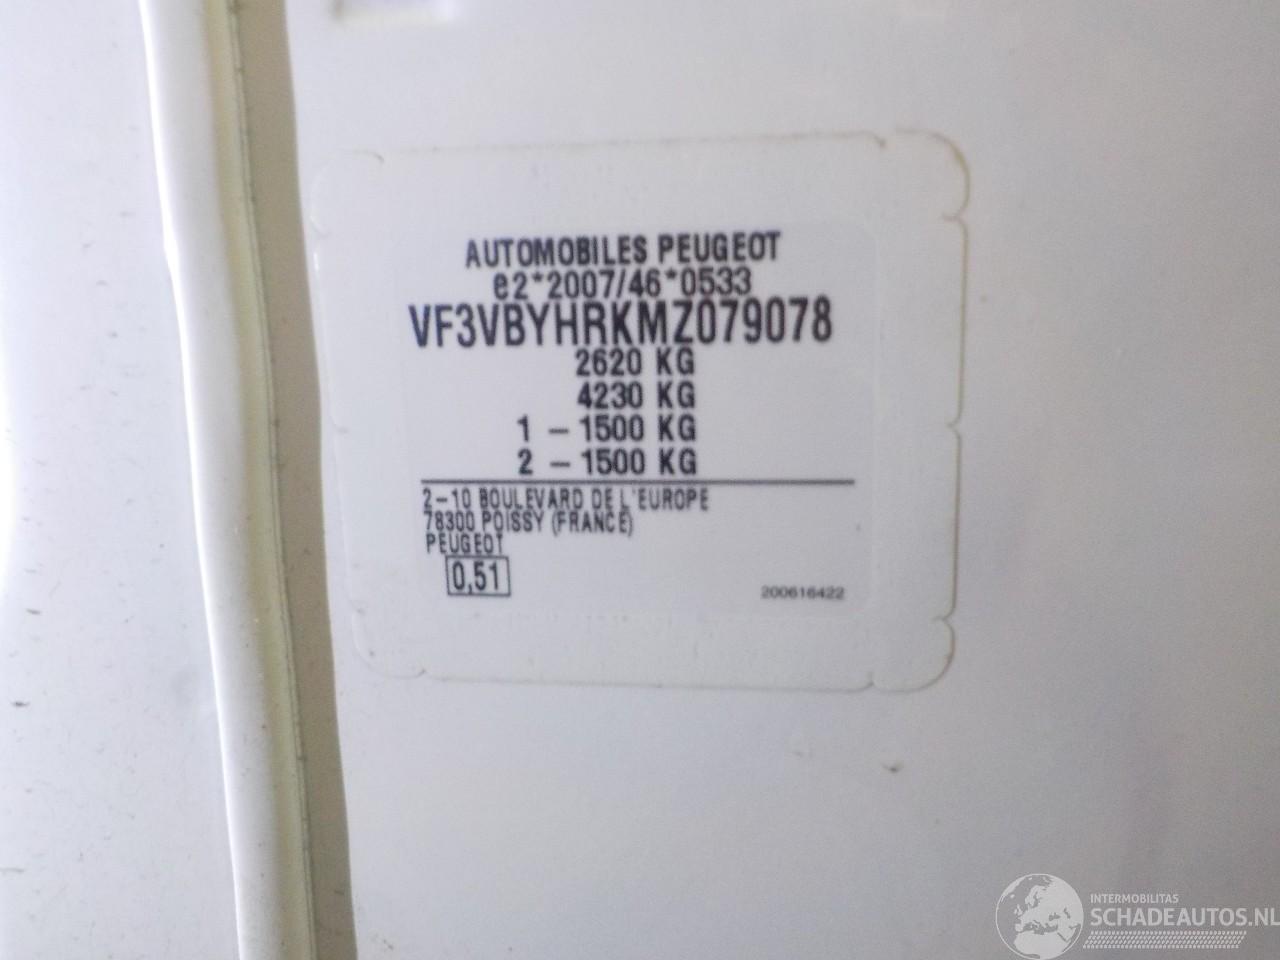 AUTOMOBILES PEUGEOT
e2*2007/46*0533
VF3VBYHRKMZ079078
2620 KG
4230 KG
1 - 1500 KG
2 - 1500 KG
2-10 BOULEVARD DE L'EUROPE
78300 POISSY (FRANCE)
PEUGEOT
0,51
200616422
INTERMOBILITAS
SCHADEAUTOS.NL